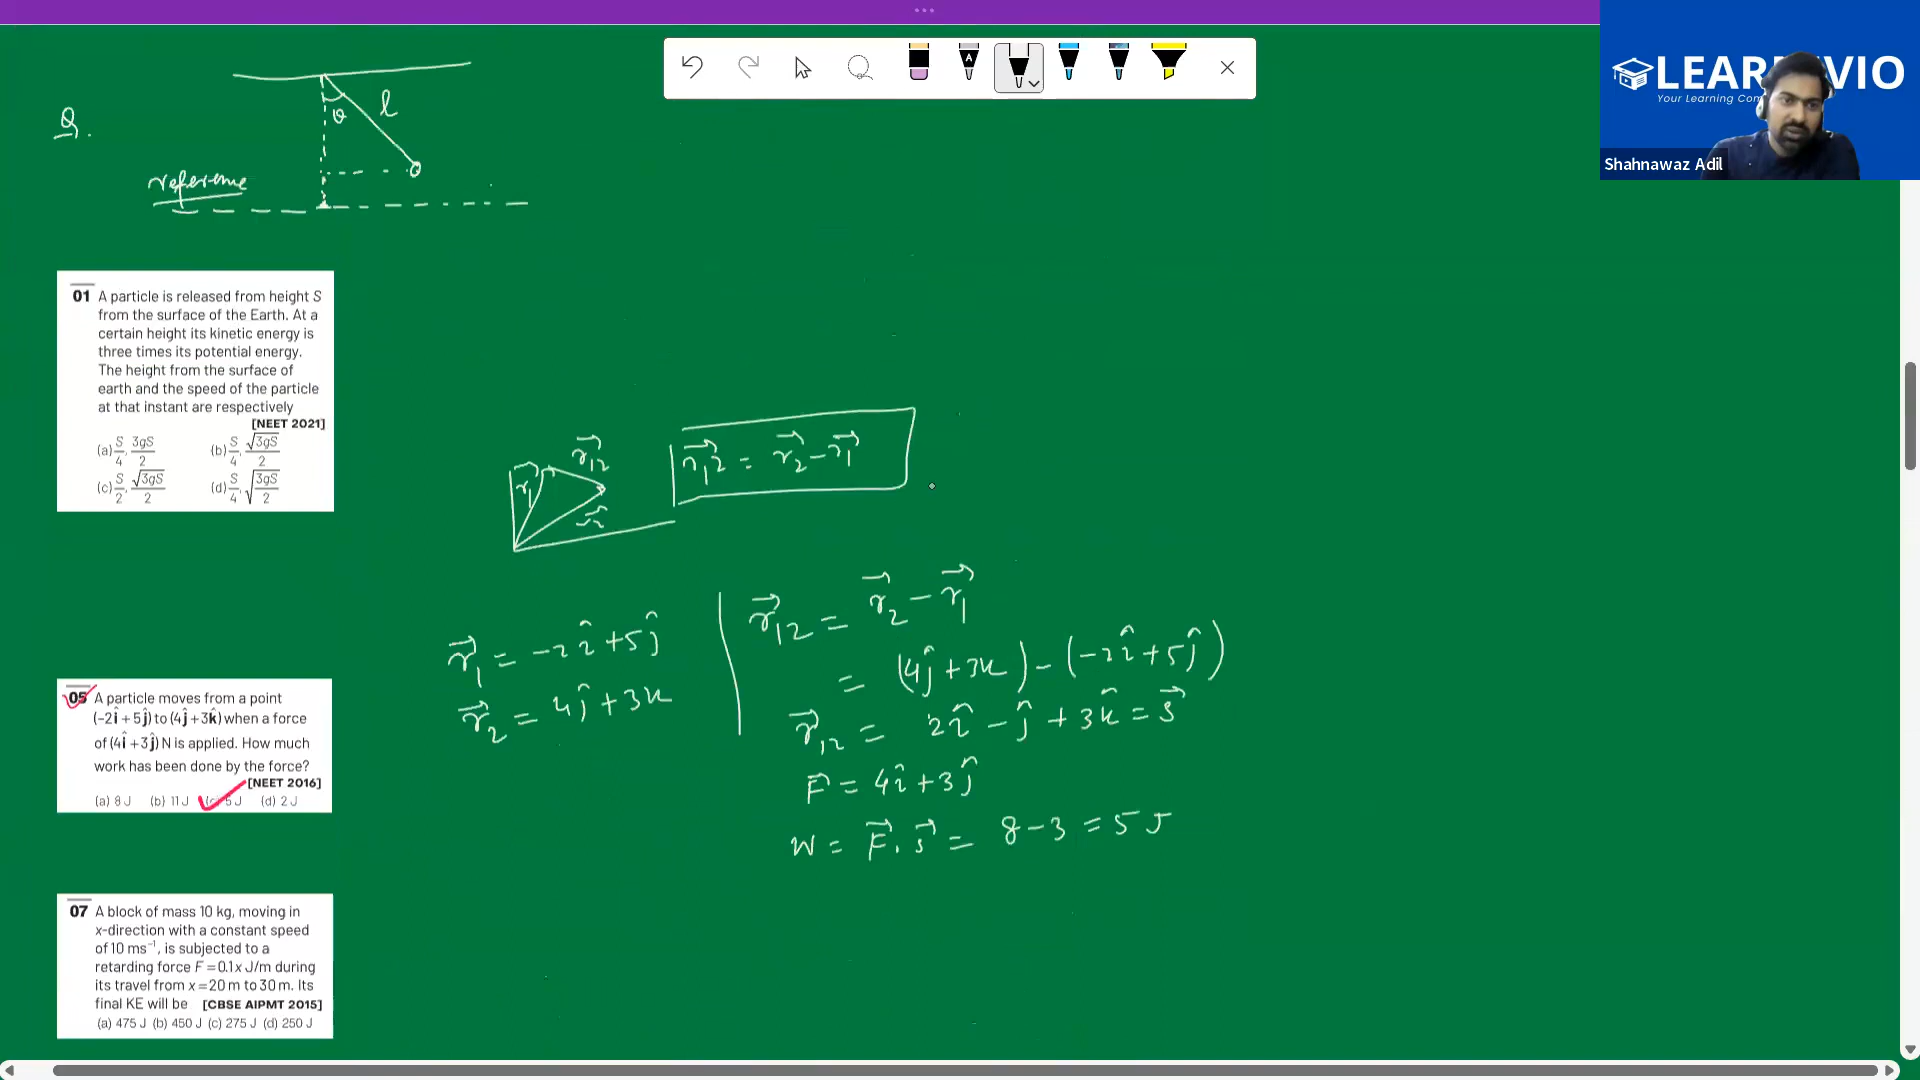 ...
LEAR
VIO
Your Learning Com
Shahnawaz Adil
Q.
θ
l
reference
01 A particle is released from height S
from the surface of the Earth. At a
certain height its kinetic energy is
three times its potential energy.
The height from the surface of
earth and the speed of the particle
at that instant are respectively
[NEET 2021]
(a) S/4, 3gS/2 (b) S/4, √3gS/2
(c) S/2, √3gS/2 (d) S/4, √(3gS/2)
r⃗₁
r⃗₁₂
r⃗₁2 = r⃗₂ – r⃗₁
r⃗₁ = –2î + 5ĵ
r⃗₂ = 4ĵ + 3k
r⃗₁₂ = r⃗₂ – r⃗₁
= (4ĵ + 3k) – (–2î + 5ĵ)
r⃗₁₂ = 2î – ĵ + 3k̂ = s⃗
F⃗ = 4î + 3ĵ
W = F⃗ . s⃗ = 8 – 3 = 5 J
05 A particle moves from a point
(–2î + 5ĵ) to (4ĵ + 3k̂) when a force
of (4î + 3ĵ) N is applied. How much
work has been done by the force?
[NEET 2016]
(a) 8 J (b) 11 J (c) 5 J (d) 2 J
07 A block of mass 10 kg, moving in
x-direction with a constant speed
of 10 ms⁻¹, is subjected to a
retarding force F = 0.1x J/m during
its travel from x = 20 m to 30 m. Its
final KE will be [CBSE AIPMT 2015]
(a) 475 J (b) 450 J (c) 275 J (d) 250 J